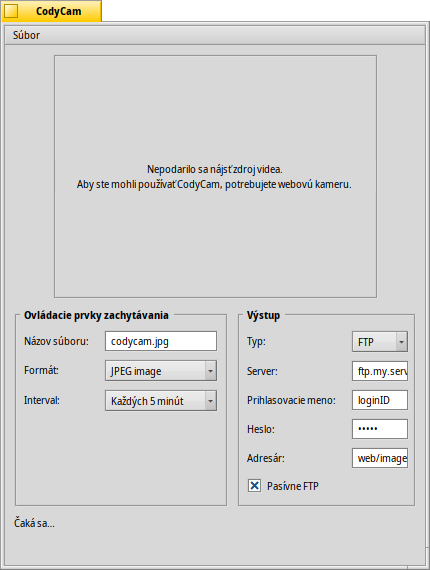 CodyCam
Súbor
Nepodarilo sa nájsť zdroj videa.
Aby ste mohli používať CodyCam, potrebujete webovú kameru.
Ovládacie prvky zachytávania
Názov súboru: codycam.jpg
Formát: JPEG image
Interval: Každých 5 minút
Výstup
Typ: FTP
Server: ftp.my.serv
Prihlasovacie meno: loginID
Heslo: •••••
Adresár: web/image
Pasívne FTP
Čaká sa...